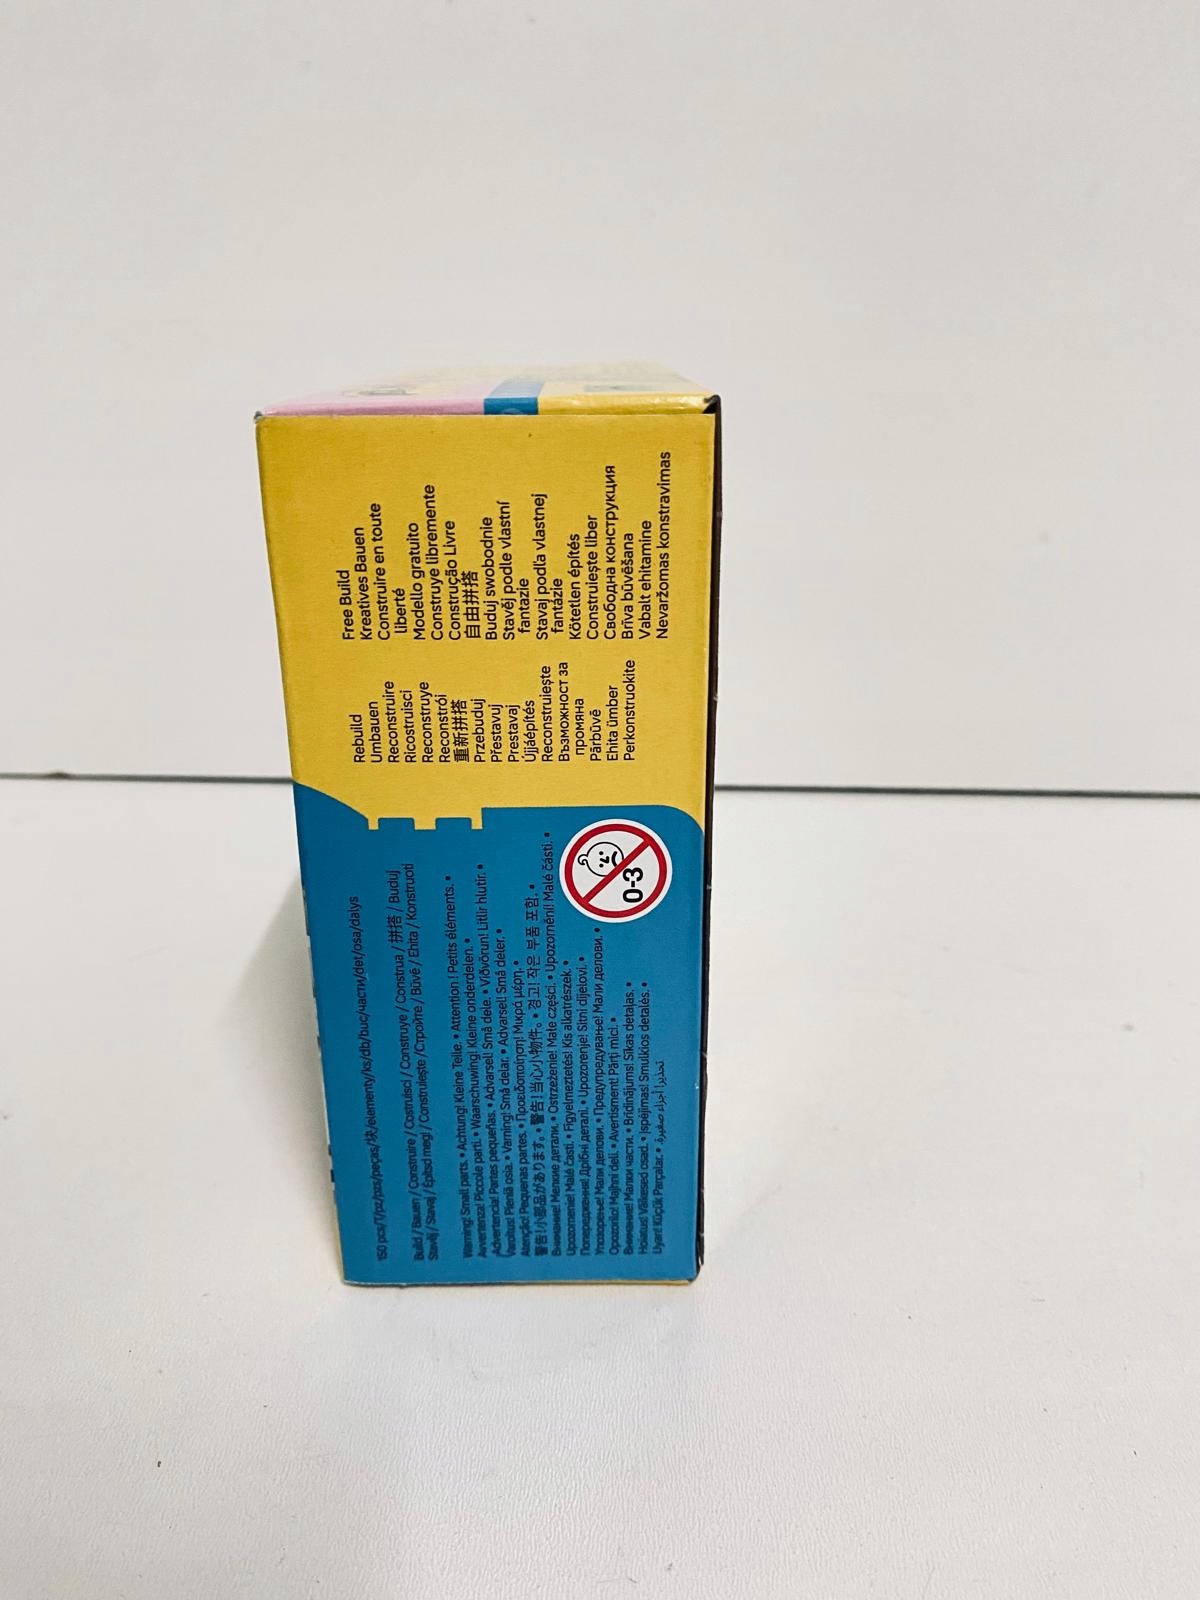 150 pcs/T/pz/pzs/peças/块/elementy/ks/db/buc/части/det/osa/dalys
Build / Bauen / Construire / Costruisci / Construye / Construa / 拼搭 / Buduj
Stavěj / Stavaj / Építsd meg! / Construiește /Стройте / Būvē / Ehita / Konstruoti
Warning! Small parts. • Achtung! Kleine Teile. • Attention ! Petits éléments. •
Avvertenza! Piccole parti. • Waarschuwing! Kleine onderdelen. •
Advertencia! Partes pequeñas. • Advarsel! Små dele. • Viðvörun! Litlir hlutir. •
Varoitus! Pieniä osia. • Varning! Små delar. • Advarsel! Små deler. •
Atenção! Pequenas partes. • Προειδοποίηση! Μικρά μέρη. •
警告!小部品があります。• 警告!当心小物件。• 경고! 작은 부품 포함. •
Внимание! Мелкие детали. • Ostrzeżenie! Małe części. • Upozornění! Malé části. •
Upozornenie! Malé časti. • Figyelmeztetés! Kis alkatrészek. •
Попередження! Дрібні деталі. • Upozorenje! Sitni dijelovi. •
Упозорење! Мали делови. • Предупредување! Мали делови. •
Opozorilo! Majhni deli. • Avertisment! Părți mici. •
Внимание! Малки части. • Brīdinājums! Sīkas detaļas. •
Hoiatus! Väikesed osad. • Įspėjimas! Smulkios detalės. •
Uyarı! Küçük Parçalar. • تحذير! أجزاء صغيرة. •
0-3
Rebuild
Umbauen
Reconstruire
Ricostruisci
Reconstruye
Reconstrói
重新拼搭
Przebuduj
Přestavuj
Prestavaj
Újjáépítés
Reconstruiește
Възможност за
промяна
Pārbūvē
Ehita ümber
Perkonstruokite
Free Build
Kreatives Bauen
Construire en toute
liberté
Modello gratuito
Construye libremente
Construção Livre
自由拼搭
Buduj swobodnie
Stavěj podle vlastní
fantazie
Stavaj podľa vlastnej
fantázie
Kötetlen építés
Construiește liber
Свободна конструкция
Brīva būvēšana
Vabalt ehitamine
Nevaržomas konstravimas